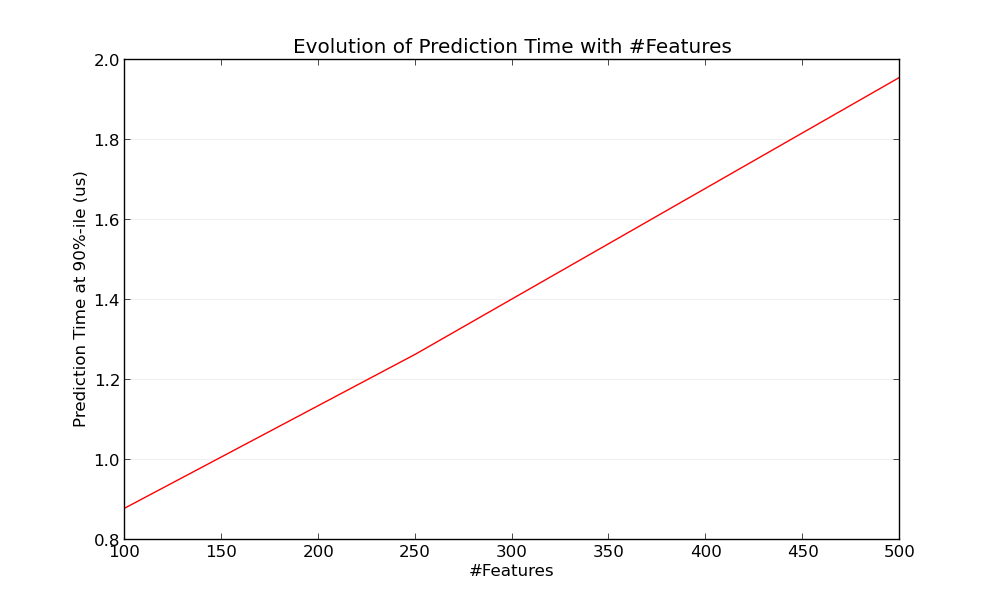 Evolution of Prediction Time with #Features
Prediction Time at 90%-ile (us)
2.0
1.8
1.6
1.4
1.2
1.0
0.8
100 150 200 250 300 350 400 450 500
#Features